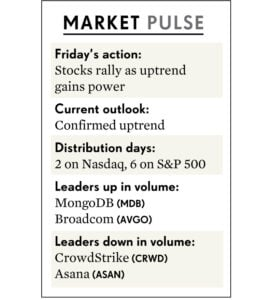 MARKET PULSE
Friday's action:
Stocks rally as uptrend
gains power
Current outlook:
Confirmed uptrend
Distribution days:
2 on Nasdaq, 6 on S&P 500
Leaders up in volume:
MongoDB (MDB)
Broadcom (AVGO)
Leaders down in volume:
CrowdStrike (CRWD)
Asana (ASAN)